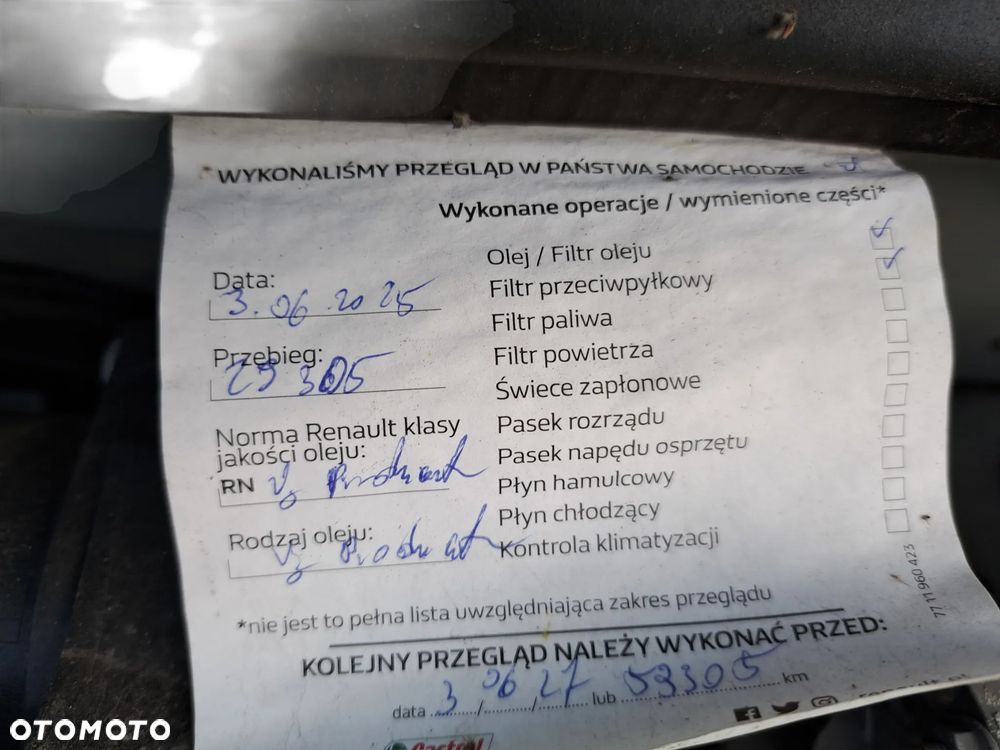 WYKONALIŚMY PRZEGLĄD W PAŃSTWA SAMOCHODZIE
Wykonane operacje / wymienione części*
Data:
3.06.2025
Przebieg:
29305
Norma Renault klasy
jakości oleju:
RN
Rodzaj oleju:
Olej / Filtr oleju
Filtr przeciwpyłkowy
Filtr paliwa
Filtr powietrza
Świece zapłonowe
Pasek rozrządu
Pasek napędu osprzętu
Płyn hamulcowy
Płyn chłodzący
Kontrola klimatyzacji
77 11 960 423
*nie jest to pełna lista uwzględniająca zakres przeglądu
KOLEJNY PRZEGLĄD NALEŻY WYKONAĆ PRZED:
data 3/06/27 lub 59305 km
Castrol
OTOMOTO